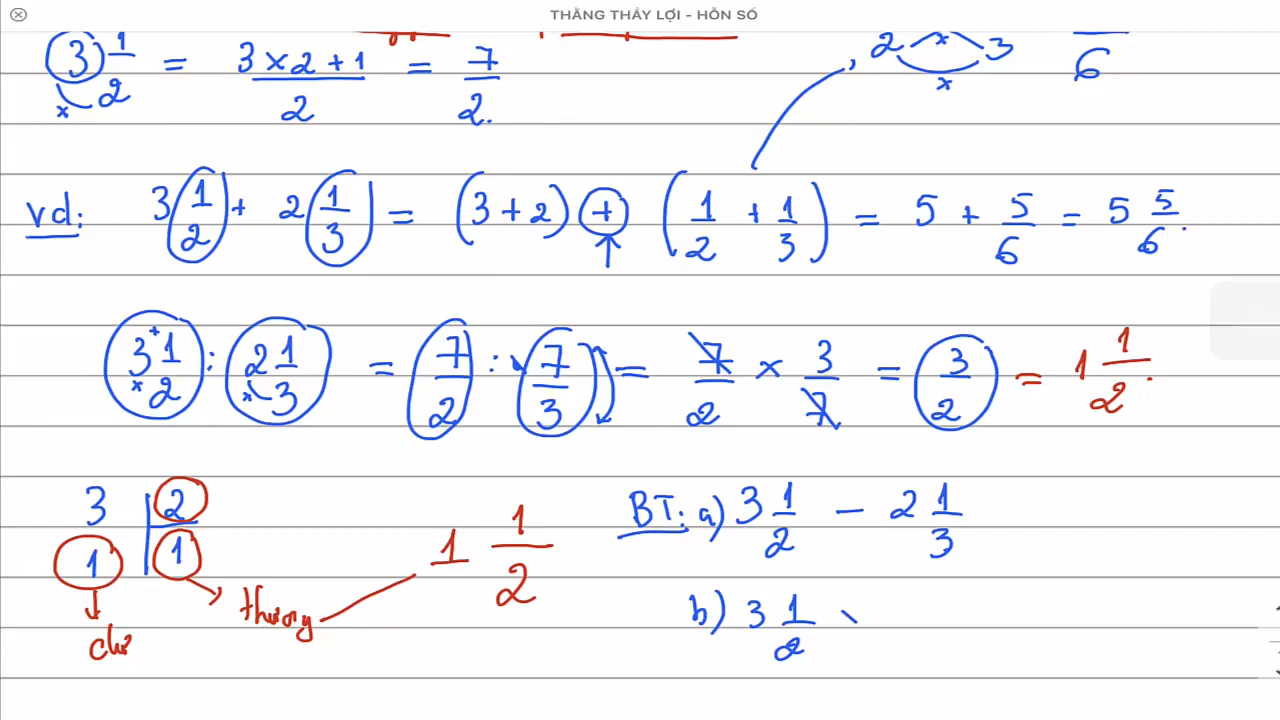 THẰNG THẦY LỢI - HỖN SỐ
3 1/2 = (3 × 2 + 1)/2 = 7/2.
2 × 3 × 6
vd: 3 1/2 + 2 1/3 = (3 + 2) + (1/2 + 1/3) = 5 + 5/6 = 5 5/6.
3 1/2 : 2 1/3 = 7/2 : 7/3 = 7/2 × 3/7 = 3/2 = 1 1/2.
3 2
1 1
thương 1 1/2
BT: a) 3 1/2 - 2 1/3
b) 3 1/2